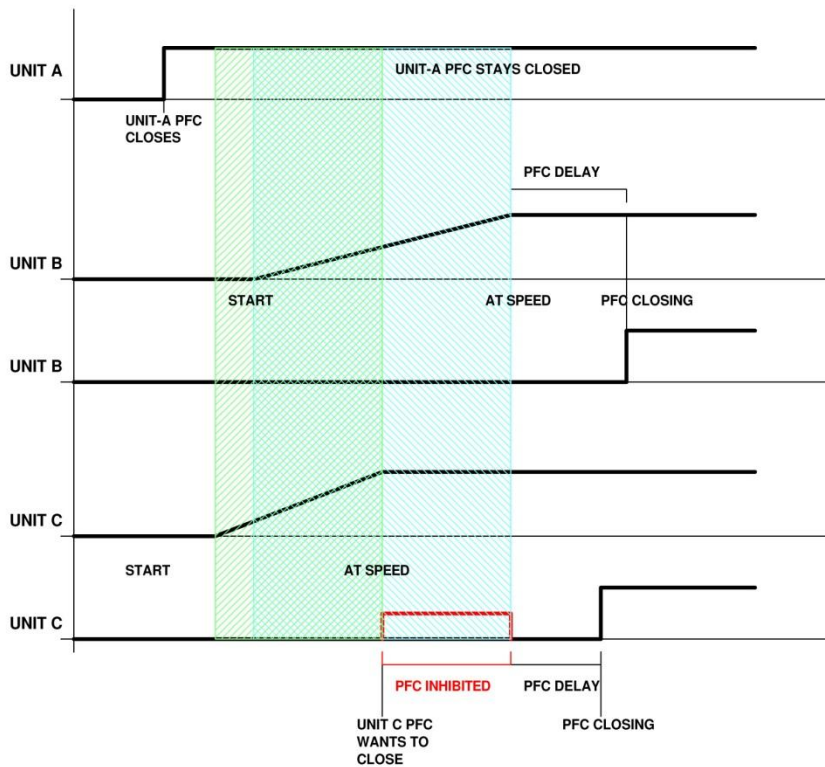 UNIT A
UNIT-A PFC STAYS CLOSED
UNIT-A PFC
CLOSES
PFC DELAY
UNIT B
START
AT SPEED
PFC CLOSING
UNIT B
UNIT C
START
AT SPEED
UNIT C
PFC INHIBITED
PFC DELAY
UNIT C PFC
WANTS TO
CLOSE
PFC CLOSING